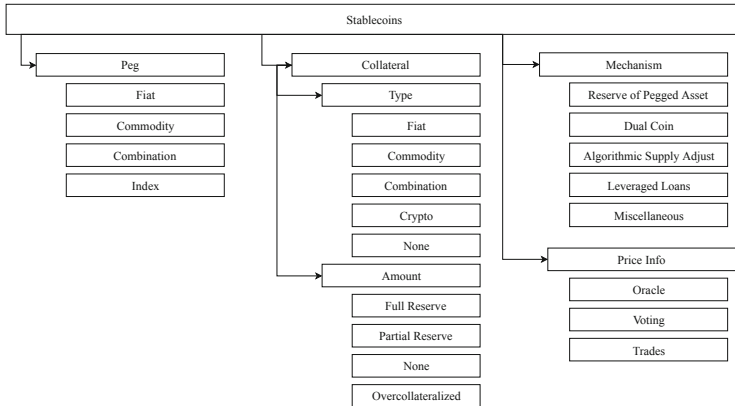 Stablecoins
Peg
Fiat
Commodity
Combination
Index
Collateral
Type
Fiat
Commodity
Combination
Crypto
None
Amount
Full Reserve
Partial Reserve
None
Overcollateralized
Mechanism
Reserve of Pegged Asset
Dual Coin
Algorithmic Supply Adjust
Leveraged Loans
Miscellaneous
Price Info
Oracle
Voting
Trades